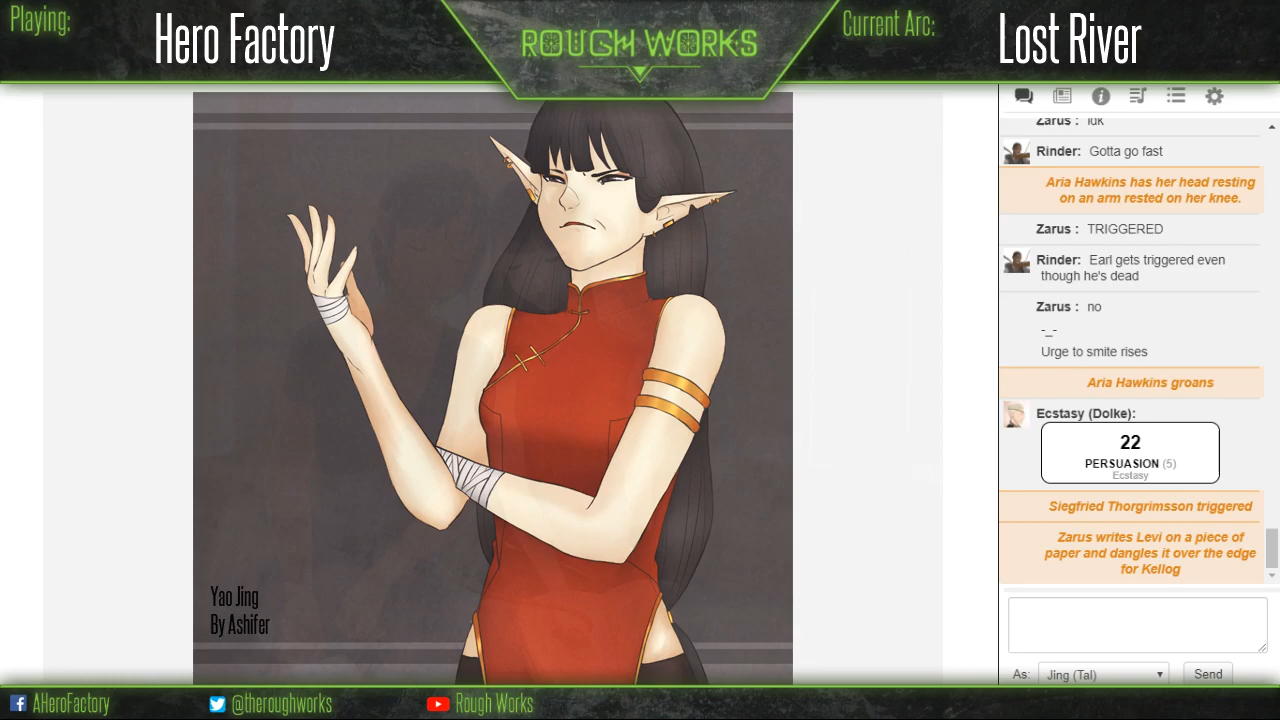 Playing:
Hero Factory
ROUGH WORKS
Current Arc:
Lost River
Zarus : idk
Rinder: Gotta go fast
Aria Hawkins has her head resting
on an arm rested on her knee.
Zarus : TRIGGERED
Rinder: Earl gets triggered even
though he's dead
Zarus : no
-_-
Urge to smite rises
Aria Hawkins groans
Ecstasy (Dolke):
22
PERSUASION (5)
Ecstasy
Siegfried Thorgrimsson triggered
Zarus writes Levi on a piece of
paper and dangles it over the edge
for Kellog
Yao Jing
By Ashifer
As: Jing (Tal) Send
AHeroFactory
@theroughworks
Rough Works